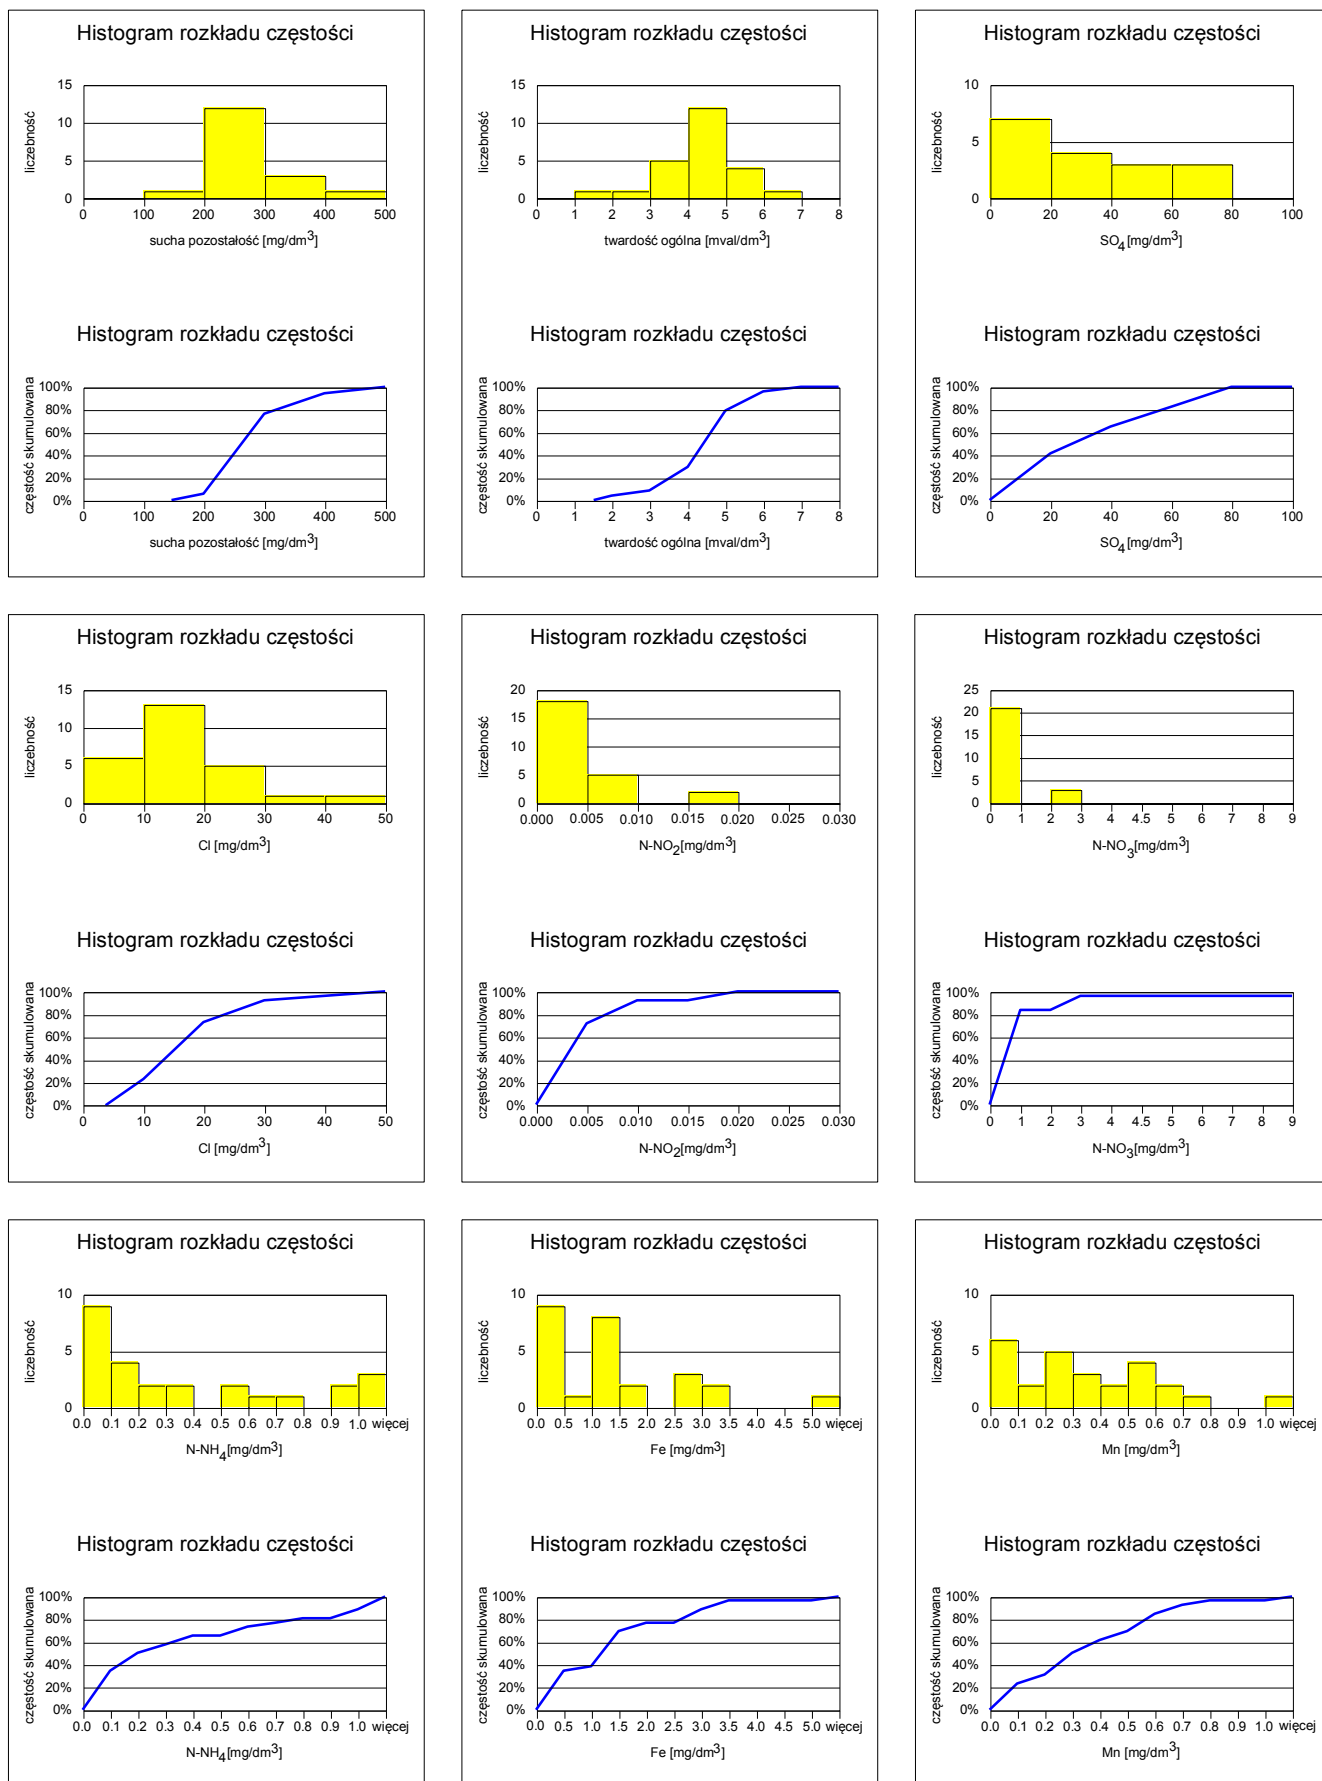 Histogram rozkładu częstości
15
10
5
0
liczebność
0 100 200 300 400 500
sucha pozostałość [mg/dm3]
Histogram rozkładu częstości
100%
80%
60%
40%
20%
0%
częstość skumulowana
0 100 200 300 400 500
sucha pozostałość [mg/dm3]
Histogram rozkładu częstości
15
10
5
0
liczebność
0 1 2 3 4 5 6 7 8
twardość ogólna [mval/dm3]
Histogram rozkładu częstości
100%
80%
60%
40%
20%
0%
częstość skumulowana
0 1 2 3 4 5 6 7 8
twardość ogólna [mval/dm3]
Histogram rozkładu częstości
10
5
0
liczebność
0 20 40 60 80 100
SO4[mg/dm3]
Histogram rozkładu częstości
100%
80%
60%
40%
20%
0%
częstość skumulowana
0 20 40 60 80 100
SO4[mg/dm3]
Histogram rozkładu częstości
15
10
5
0
liczebność
0 10 20 30 40 50
Cl [mg/dm3]
Histogram rozkładu częstości
100%
80%
60%
40%
20%
0%
częstość skumulowana
0 10 20 30 40 50
Cl [mg/dm3]
Histogram rozkładu częstości
20
15
10
5
0
liczebność
0.000 0.005 0.010 0.015 0.020 0.025 0.030
N-NO2[mg/dm3]
Histogram rozkładu częstości
100%
80%
60%
40%
20%
0%
częstość skumulowana
0.000 0.005 0.010 0.015 0.020 0.025 0.030
N-NO2[mg/dm3]
Histogram rozkładu częstości
25
20
15
10
5
0
liczebność
0 1 2 3 4 4.5 5 6 7 8 9
N-NO3[mg/dm3]
Histogram rozkładu częstości
100%
80%
60%
40%
20%
0%
częstość skumulowana
0 1 2 3 4 4.5 5 6 7 8 9
N-NO3[mg/dm3]
Histogram rozkładu częstości
10
5
0
liczebność
0.0 0.1 0.2 0.3 0.4 0.5 0.6 0.7 0.8 0.9 1.0 więcej
N-NH4[mg/dm3]
Histogram rozkładu częstości
100%
80%
60%
40%
20%
0%
częstość skumulowana
0.0 0.1 0.2 0.3 0.4 0.5 0.6 0.7 0.8 0.9 1.0 więcej
N-NH4[mg/dm3]
Histogram rozkładu częstości
10
5
0
liczebność
0.0 0.5 1.0 1.5 2.0 2.5 3.0 3.5 4.0 4.5 5.0 więcej
Fe [mg/dm3]
Histogram rozkładu częstości
100%
80%
60%
40%
20%
0%
częstość skumulowana
0.0 0.5 1.0 1.5 2.0 2.5 3.0 3.5 4.0 4.5 5.0 więcej
Fe [mg/dm3]
Histogram rozkładu częstości
10
5
0
liczebność
0.0 0.1 0.2 0.3 0.4 0.5 0.6 0.7 0.8 0.9 1.0 więcej
Mn [mg/dm3]
Histogram rozkładu częstości
100%
80%
60%
40%
20%
0%
częstość skumulowana
0.0 0.1 0.2 0.3 0.4 0.5 0.6 0.7 0.8 0.9 1.0 więcej
Mn [mg/dm3]